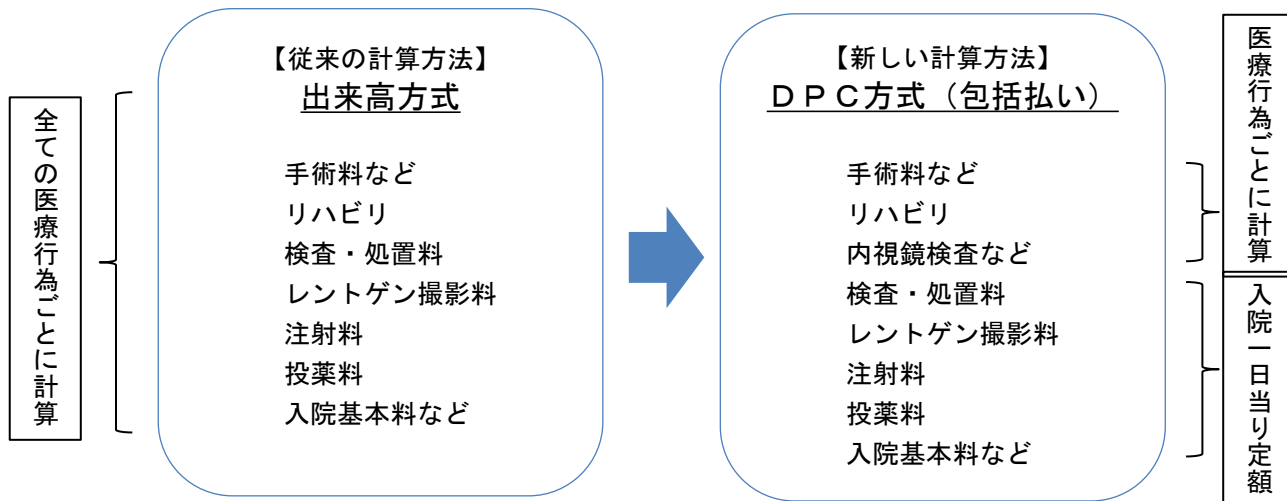 全ての医療行為ごとに計算
【従来の計算方法】
出来高方式
手術料など
リハビリ
検査・処置料
レントゲン撮影料
注射料
投薬料
入院基本料など
【新しい計算方法】
ＤＰＣ方式（包括払い）
手術料など
リハビリ
内視鏡検査など
検査・処置料
レントゲン撮影料
注射料
投薬料
入院基本料など
医療行為ごとに計算
入院一日当り定額